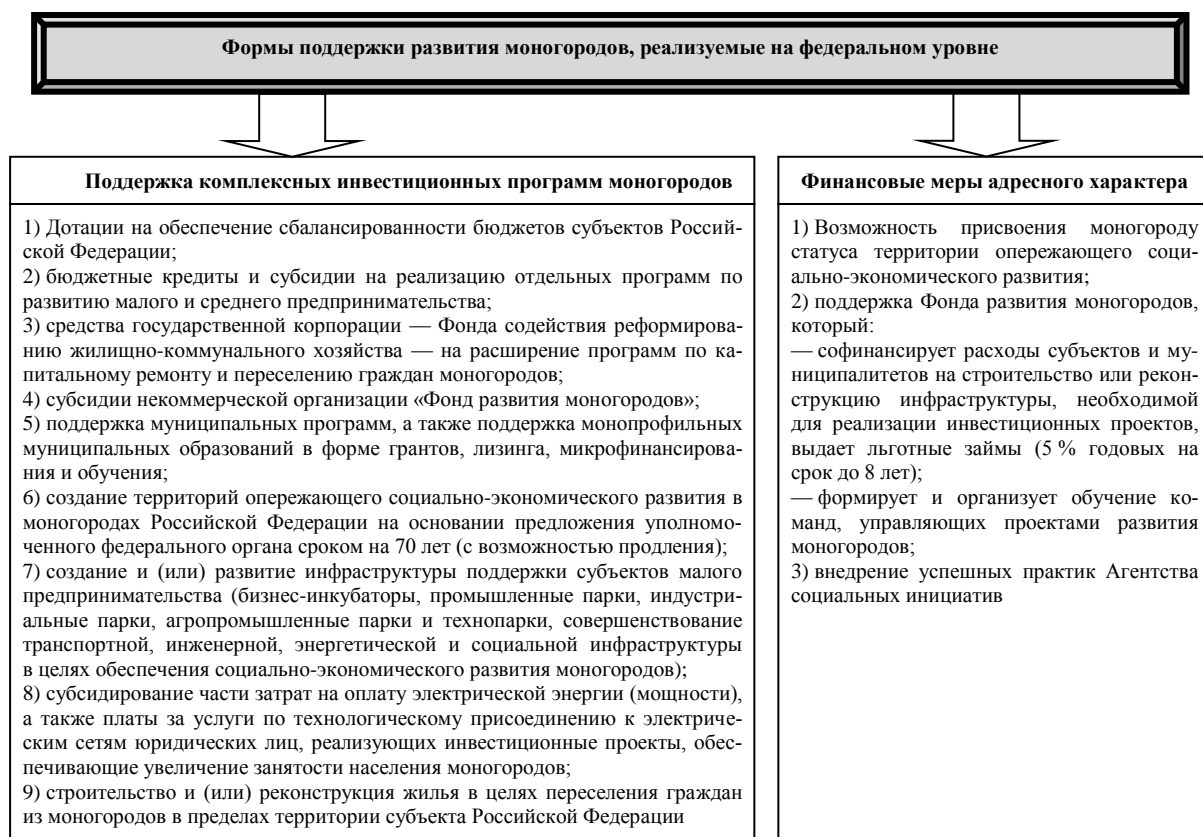 Формы поддержки развития моногородов, реализуемые на федеральном уровне
Поддержка комплексных инвестиционных программ моногородов
1) Дотации на обеспечение сбалансированности бюджетов субъектов Россий-
ской Федерации;
2) бюджетные кредиты и субсидии на реализацию отдельных программ по
развитию малого и среднего предпринимательства;
3) средства государственной корпорации — Фонда содействия реформирова-
нию жилищно-коммунального хозяйства — на расширение программ по ка-
питальному ремонту и переселению граждан моногородов;
4) субсидии некоммерческой организации «Фонд развития моногородов»;
5) поддержка муниципальных программ, а также поддержка монопрофильных
муниципальных образований в форме грантов, лизинга, микрофинансирова-
ния и обучения;
6) создание территорий опережающего социально-экономического развития в
моногородах Российской Федерации на основании предложения уполномо-
ченного федерального органа сроком на 70 лет (с возможностью продления);
7) создание и (или) развитие инфраструктуры поддержки субъектов малого
предпринимательства (бизнес-инкубаторы, промышленные парки, индустри-
альные парки, агропромышленные парки и технопарки, совершенствование
транспортной, инженерной, энергетической и социальной инфраструктуры
в целях обеспечения социально-экономического развития моногородов);
8) субсидирование части затрат на оплату электрической энергии (мощности),
а также платы за услуги по технологическому присоединению к электриче-
ским сетям юридических лиц, реализующих инвестиционные проекты, обес-
печивающие увеличение занятости населения моногородов;
9) строительство и (или) реконструкция жилья в целях переселения граждан
из моногородов в пределах территории субъекта Российской Федерации
Финансовые меры адресного характера
1) Возможность присвоения моногороду
статуса территории опережающего соци-
ально-экономического развития;
2) поддержка Фонда развития моногородов,
который:
— софинансирует расходы субъектов и му-
ниципалитетов на строительство или рекон-
струкцию инфраструктуры, необходимой
для реализации инвестиционных проектов,
выдает льготные займы (5 % годовых на
срок до 8 лет);
— формирует и организует обучение ко-
манд, управляющих проектами развития
моногородов;
3) внедрение успешных практик Агентства
социальных инициатив